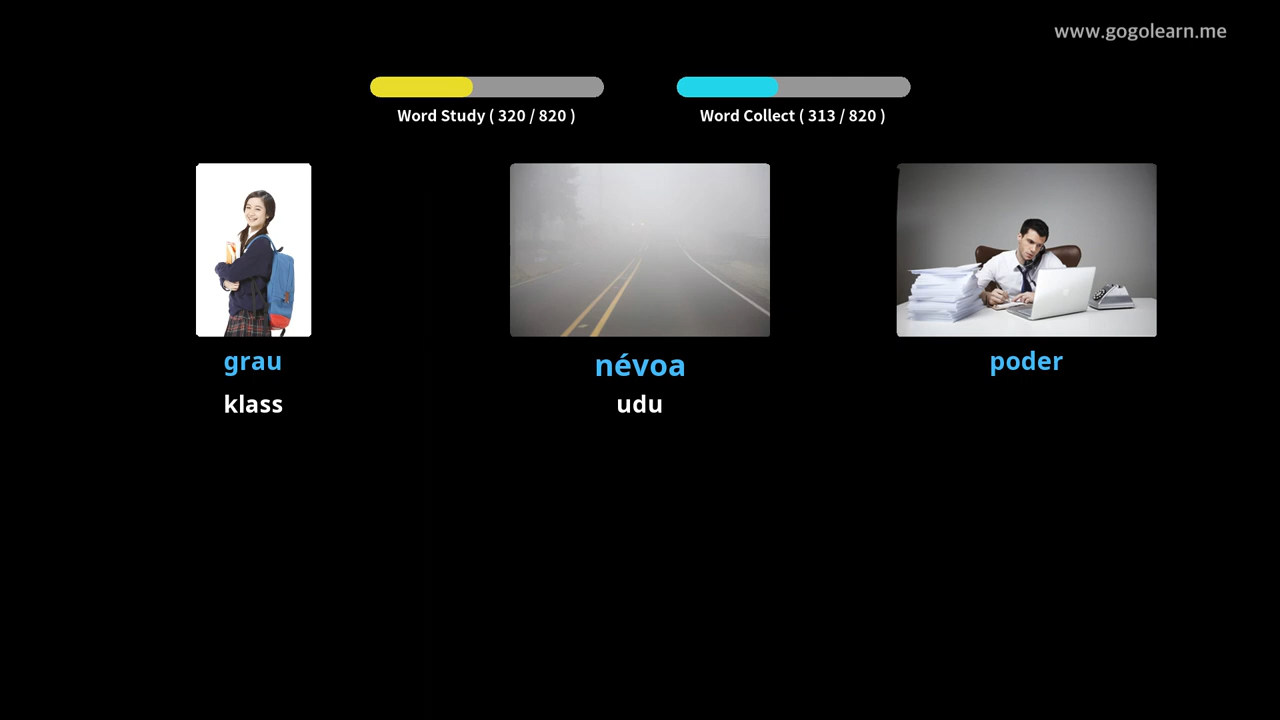 www.gogolearn.me
Word Study ( 320 / 820 )
Word Collect ( 313 / 820 )
grau
névoa
poder
klass
udu